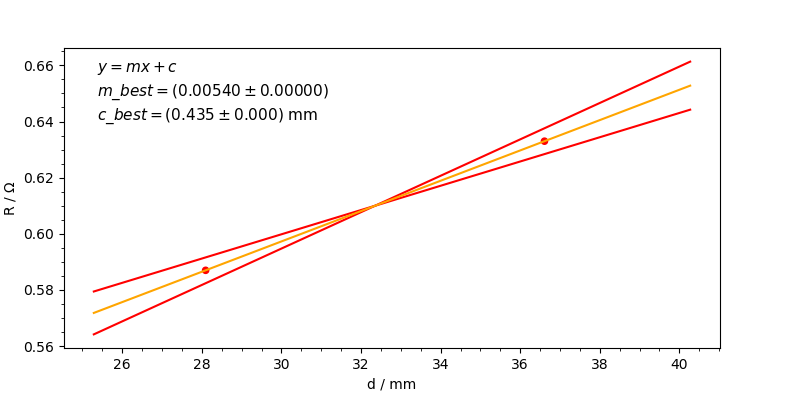 y = mx + c
m_best = (0.00540 ± 0.00000)
c_best = (0.435 ± 0.000) mm
0.66
0.64
0.62
0.60
0.58
0.56
R / Ω
26
28
30
32
34
36
38
40
d / mm